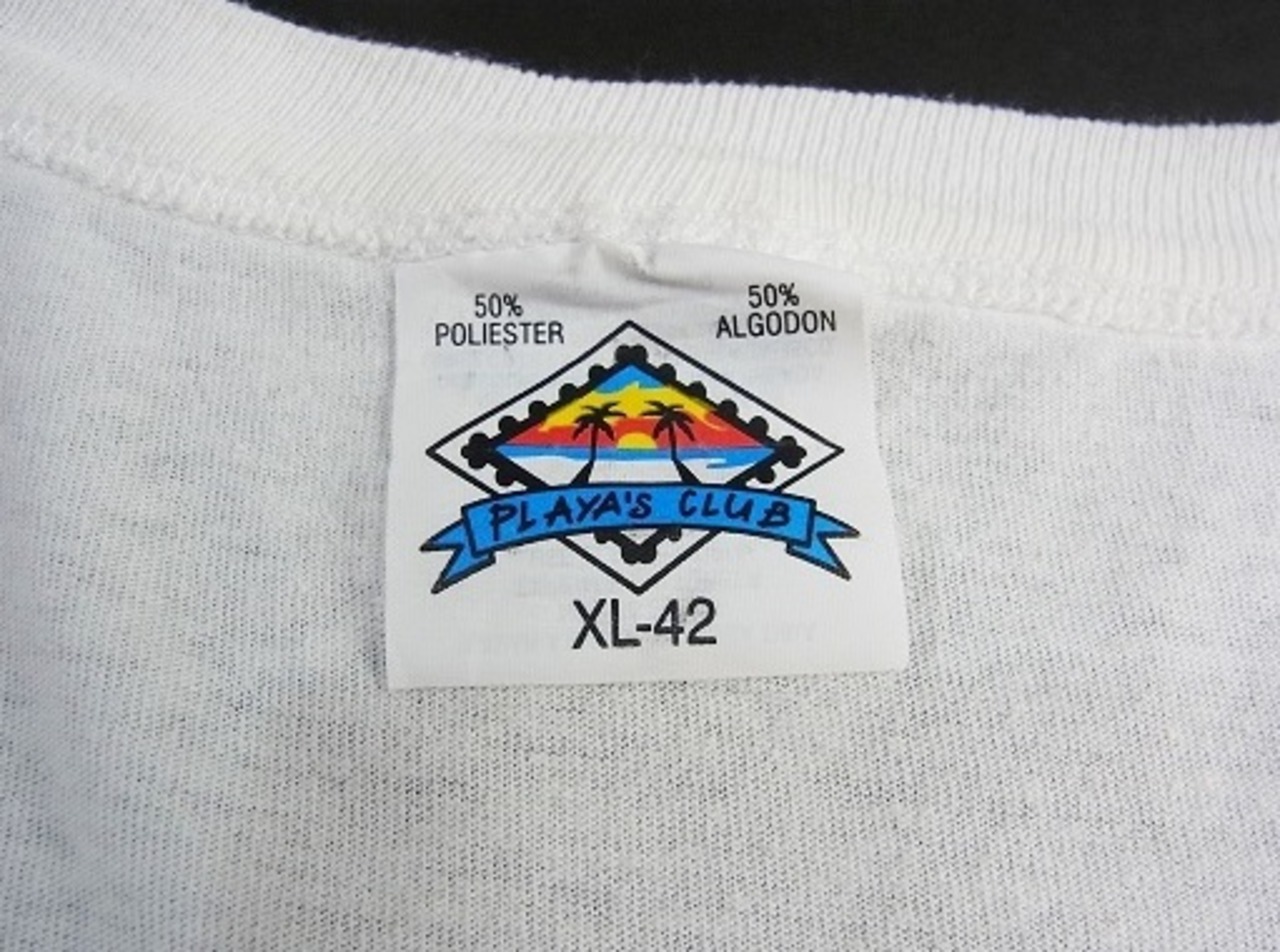 50%
POLIESTER
50%
ALGODON
PLAYA'S CLUB
XL-42